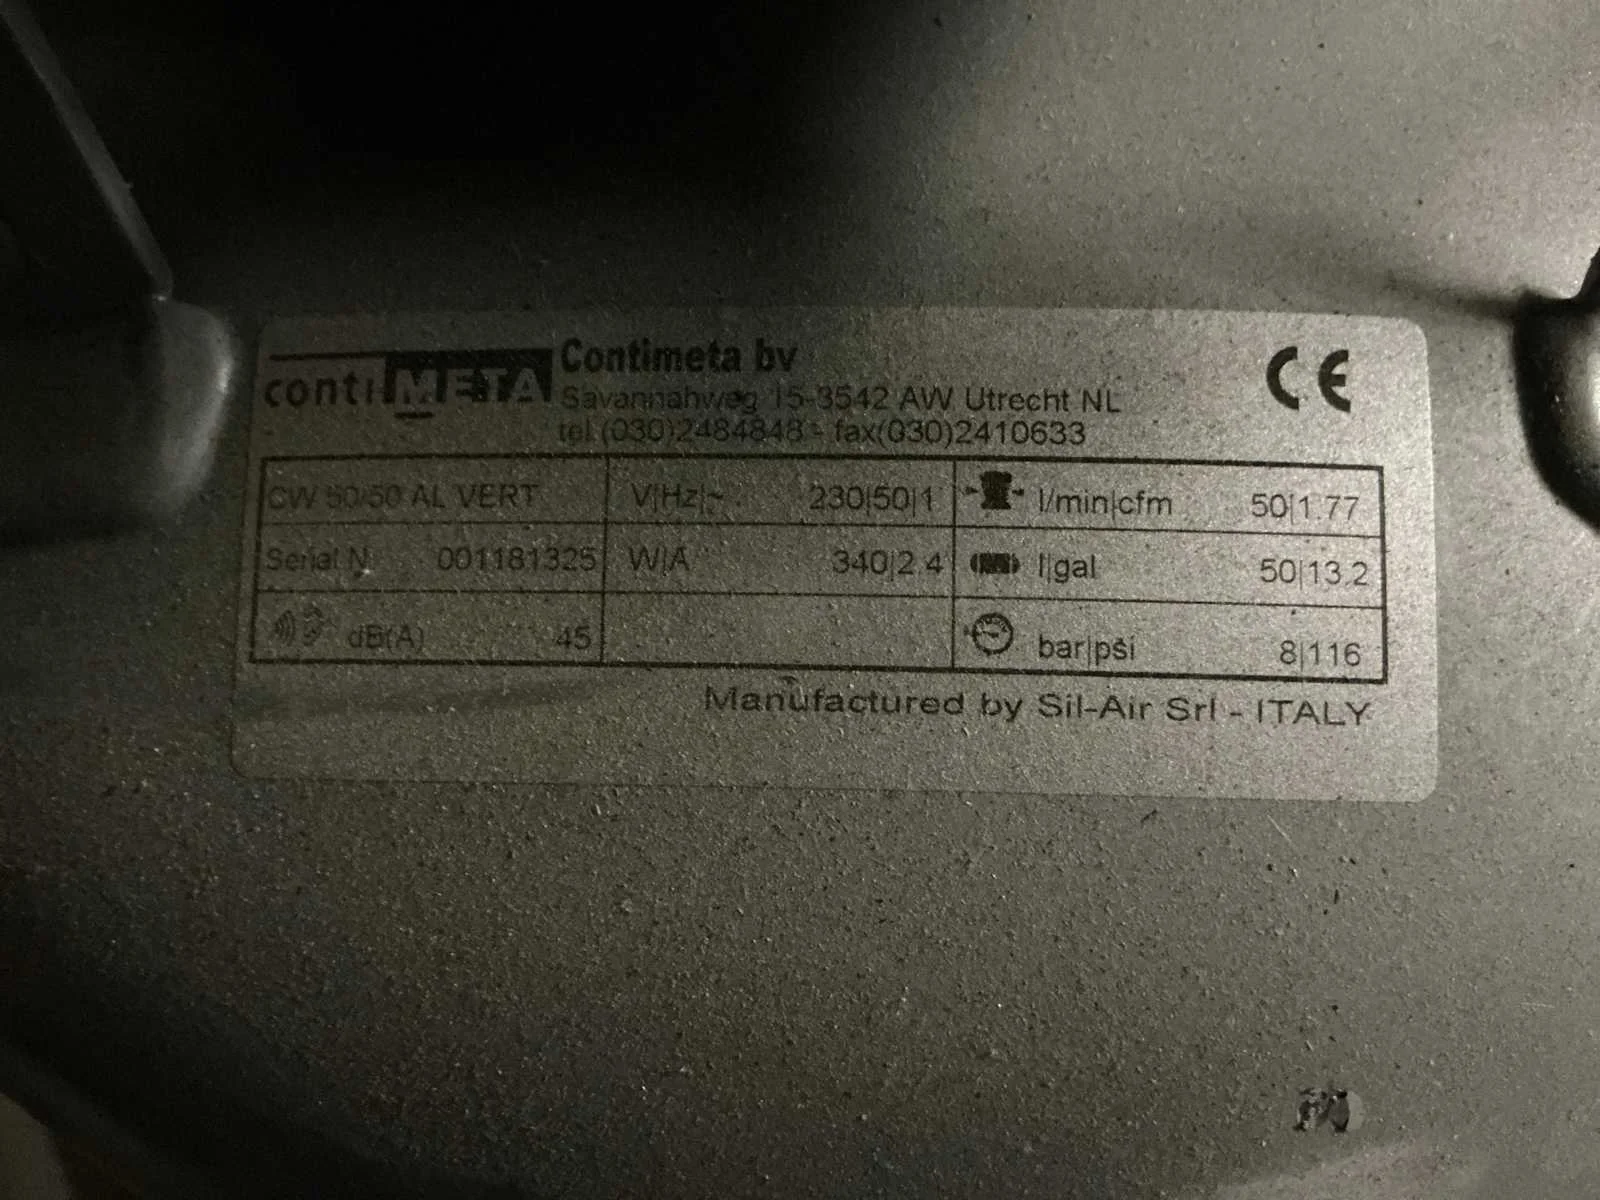 conti META
Contimeta bv
Savannahweg 15-3542 AW Utrecht NL
tel.(030)2484848 - fax(030)2410633
CE
CW 50/50 AL VERT V|Hz|~ 230|50|1 l/min|cfm 50|1.77
Serial N. 001181325 W|A 340|2.4 l|gal 50|13.2
dB(A) 45 bar|psi 8|116
Manufactured by Sil-Air Srl - ITALY